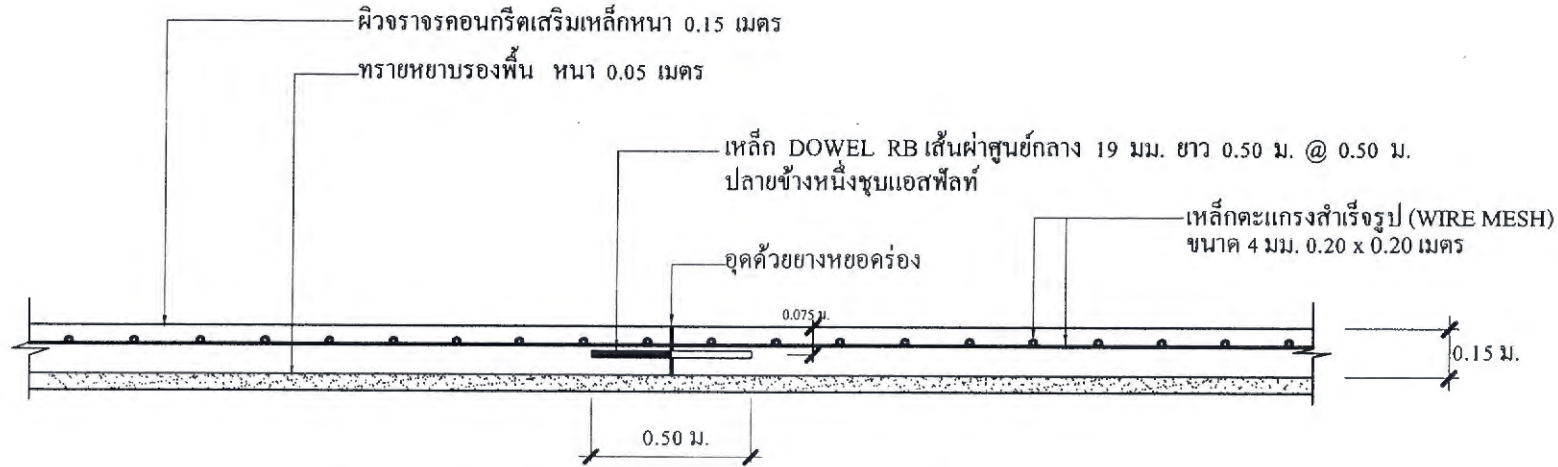 ผิวจราจรคอนกรีตเสริมเหล็กหนา 0.15 เมตร
ทรายหยาบรองพื้น หนา 0.05 เมตร
เหล็ก DOWEL RB เส้นผ่าศูนย์กลาง 19 มม. ยาว 0.50 ม. @ 0.50 ม.
ปลายข้างหนึ่งชุบแอสฟัลท์
เหล็กตะแกรงสำเร็จรูป (WIRE MESH)
ขนาด 4 มม. 0.20 x 0.20 เมตร
อุดด้วยยางหยอดร่อง
0.075 ม.
0.15 ม.
0.50 ม.